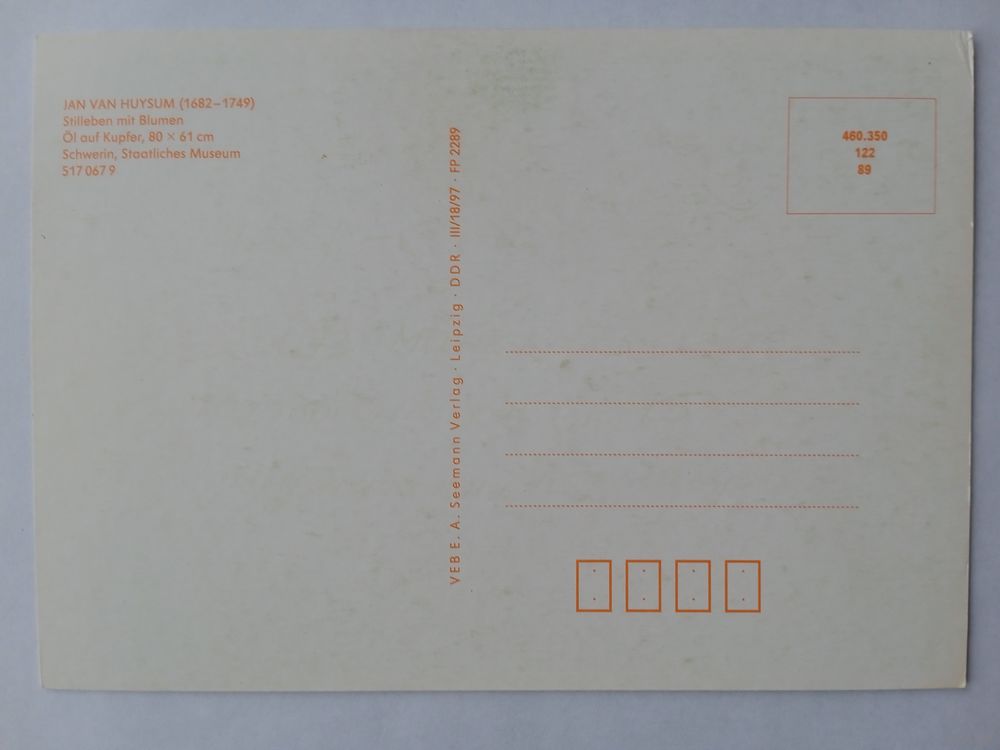 JAN VAN HUYSUM (1682–1749)
Stilleben mit Blumen
Öl auf Kupfer, 80 × 61 cm
Schwerin, Staatliches Museum
517 067 9
VEB E. A. Seemann Verlag · Leipzig · DDR · III/18/97 · FP 2289
460.350
122
89